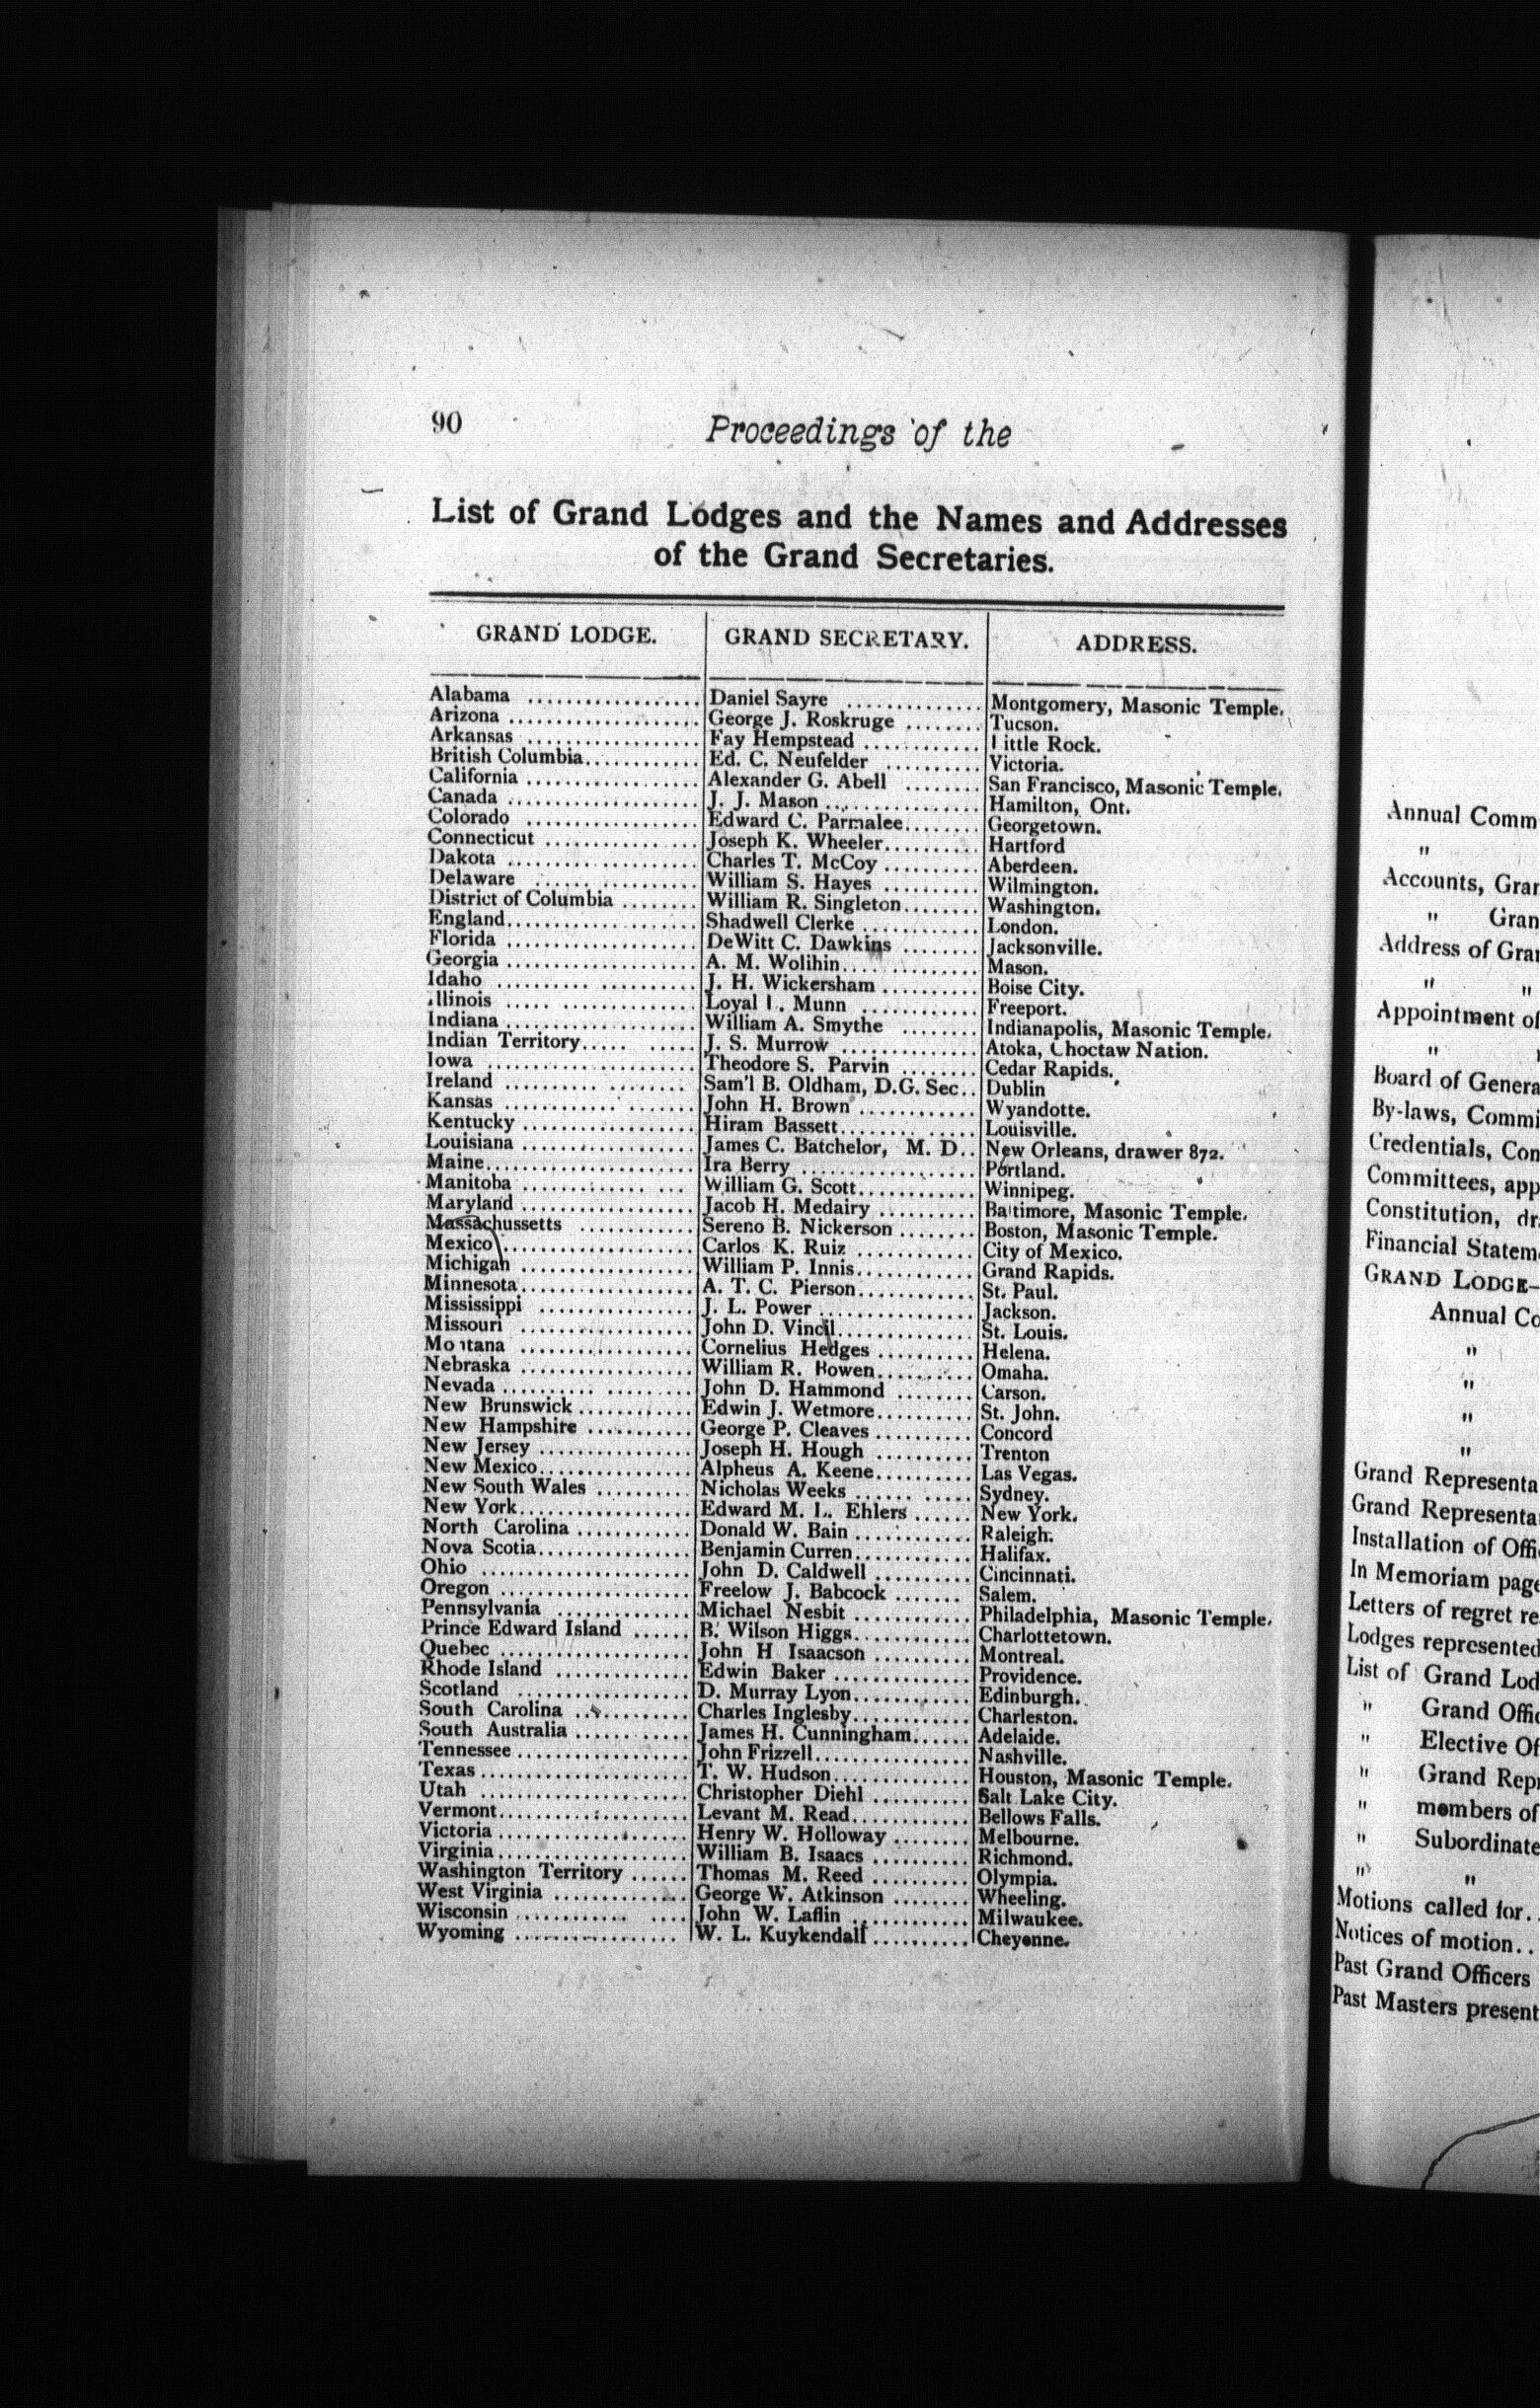 90 Proceedings of the
List of Grand Lodges and the Names and Addresses
of the Grand Secretaries.
GRAND LODGE. GRAND SECRETARY. ADDRESS.
Alabama .................. Daniel Sayre ............. Montgomery, Masonic Temple.
Arizona .................. George J. Roskruge ........ Tucson.
Arkansas .................. Fay Hempstead ............ Little Rock.
British Columbia............ Ed. C. Neufelder .......... Victoria.
California .................. Alexander G. Abell ........ San Francisco, Masonic Temple.
Canada .................. J. J. Mason ............... Hamilton, Ont.
Colorado .................. Edward C. Parmalee........ Georgetown.
Connecticut ............... Joseph K. Wheeler.......... Hartford
Dakota .................. Charles T. McCoy .......... Aberdeen.
Delaware .................. William S. Hayes .......... Wilmington.
District of Columbia ........ William R. Singleton........ Washington.
England.................. Shadwell Clerke ............ London.
Florida .................. DeWitt C. Dawkins ........ Jacksonville.
Georgia .................. A. M. Wolihin.............. Mason.
Idaho .................. J. H. Wickersham .......... Boise City.
Illinois .................. Loyal L. Munn ............ Freeport.
Indiana .................. William A. Smythe ........ Indianapolis, Masonic Temple.
Indian Territory.......... J. S. Murrow ............. Atoka, Choctaw Nation.
Iowa .................. Theodore S. Parvin ........ Cedar Rapids.
Ireland .................. Sam'l B. Oldham, D.G. Sec.. Dublin
Kansas .................. John H. Brown ............ Wyandotte.
Kentucky .................. Hiram Bassett............. Louisville.
Louisiana .................. James C. Batchelor, M. D.. New Orleans, drawer 872.
Maine.................. Ira Berry ................. Portland.
Manitoba .................. William G. Scott............ Winnipeg.
Maryland .................. Jacob H. Medairy .......... Baltimore, Masonic Temple.
Massachussetts ............ Sereno B. Nickerson ........ Boston, Masonic Temple.
Mexico .................. Carlos K. Ruiz ............ City of Mexico.
Michigan .................. William P. Innis............ Grand Rapids.
Minnesota.................. A. T. C. Pierson............ St. Paul.
Mississippi ................ J. L. Power ................ Jackson.
Missouri .................. John D. Vincil.............. St. Louis.
Montana .................. Cornelius Hedges .......... Helena.
Nebraska .................. William R. Bowen.......... Omaha.
Nevada .................. John D. Hammond ........ Carson.
New Brunswick............ Edwin J. Wetmore.......... St. John.
New Hampshire ........... George P. Cleaves .......... Concord
New Jersey ................ Joseph H. Hough .......... Trenton
New Mexico............... Alpheus A. Keene.......... Las Vegas.
New South Wales .......... Nicholas Weeks ........... Sydney.
New York.................. Edward M. L. Ehlers ...... New York.
North Carolina ............ Donald W. Bain ............ Raleigh.
Nova Scotia................ Benjamin Curren............ Halifax.
Ohio .................. John D. Caldwell .......... Cincinnati.
Oregon .................. Freelow J. Babcock ....... Salem.
Pennsylvania .............. Michael Nesbit ............ Philadelphia, Masonic Temple.
Prince Edward Island ...... B. Wilson Higgs............ Charlottetown.
Quebec .................. John H Isaacson .......... Montreal.
Rhode Island .............. Edwin Baker .............. Providence.
Scotland .................. D. Murray Lyon............ Edinburgh.
South Carolina ........... Charles Inglesby............ Charleston.
South Australia ........... James H. Cunningham...... Adelaide.
Tennessee.................. John Frizzell................ Nashville.
Texas .................. T. W. Hudson.............. Houston, Masonic Temple.
Utah .................. Christopher Diehl .......... Salt Lake City.
Vermont.................. Levant M. Read............ Bellows Falls.
Victoria .................. Henry W. Holloway ........ Melbourne.
Virginia.................. William B. Isaacs .......... Richmond.
Washington Territory ...... Thomas M. Reed .......... Olympia.
West Virginia .............. George W. Atkinson ........ Wheeling.
Wisconsin ................ John W. Laflin ............ Milwaukee.
Wyoming .................. W. L. Kuykendall .......... Cheyenne.
Annual Comm
"
Accounts, Gran
" Gran
Address of Gra
" "
Appointment of
"
Board of Genera
By-laws, Commi
Credentials, Con
Committees, app
Constitution, dr
Financial Statem
GRAND LODGE—
Annual Co
"
"
"
"
Grand Representa
Grand Representa
Installation of Offi
In Memoriam page
Letters of regret re
Lodges represented
List of Grand Lod
" Grand Offic
" Elective Of
" Grand Repr
" members of
" Subordinate
" "
Motions called for..
Notices of motion..
Past Grand Officers
Past Masters present